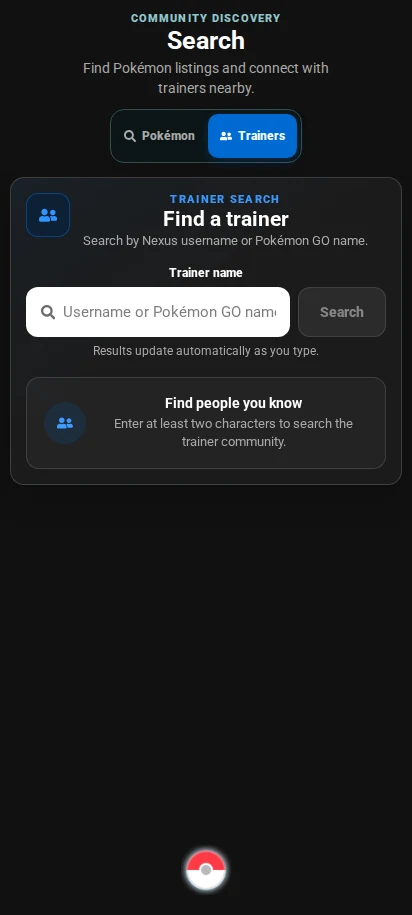 COMMUNITY DISCOVERY
Search
Find Pokémon listings and connect with
trainers nearby.
Pokémon
Trainers
TRAINER SEARCH
Find a trainer
Search by Nexus username or Pokémon GO name.
Trainer name
Username or Pokémon GO name
Search
Results update automatically as you type.
Find people you know
Enter at least two characters to search the
trainer community.